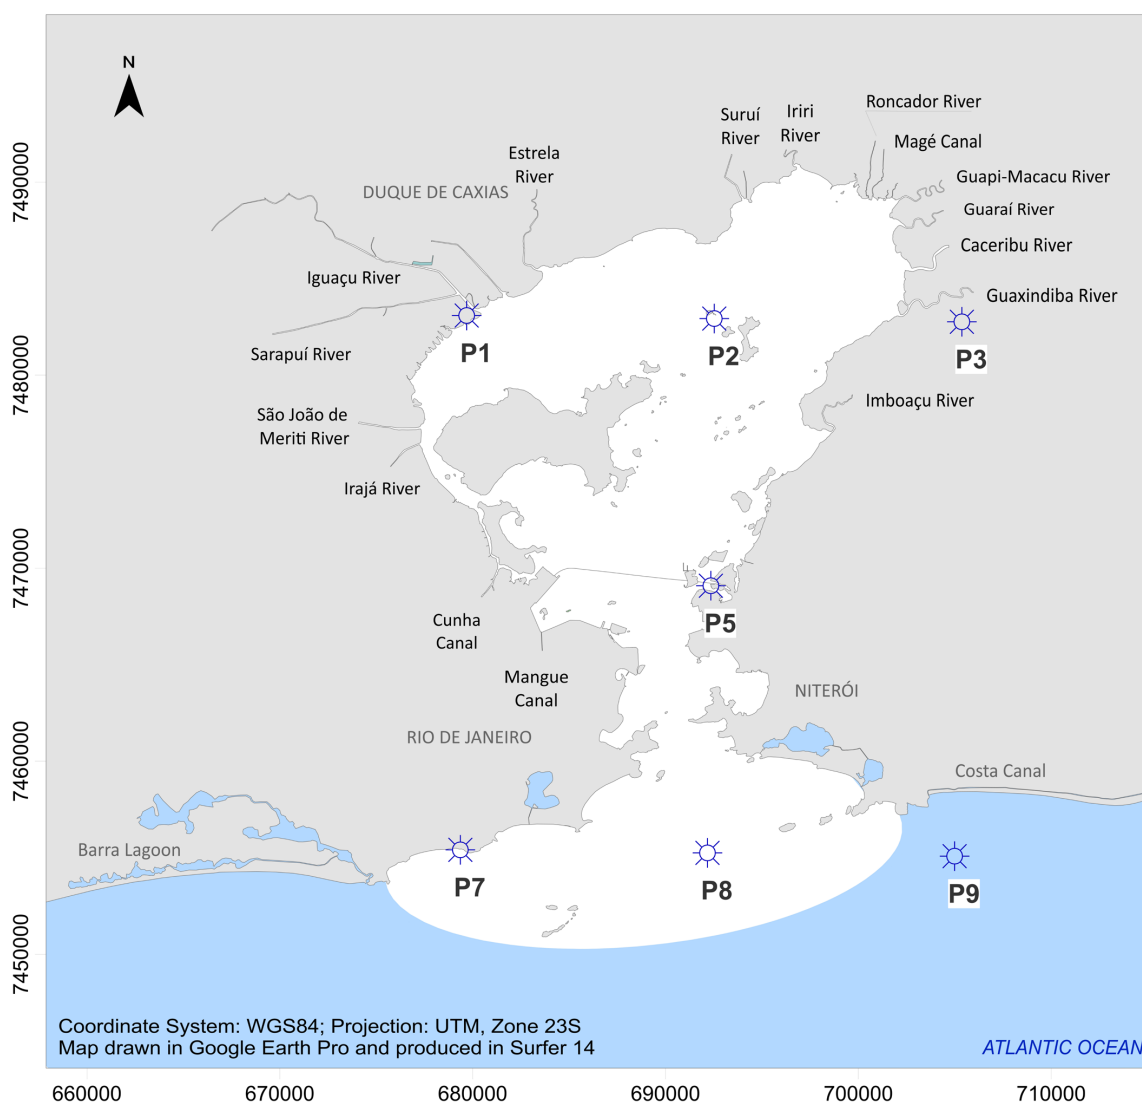 N
Roncador River
Suruí
River
Iriri
River
Magé Canal
Estrela
River
Guapi-Macacu River
DUQUE DE CAXIAS
Guaraí River
Caceribu River
Iguaçu River
Guaxindiba River
Sarapuí River
P1
P2
P3
Imboaçu River
São João de
Meriti River
Irajá River
Cunha
Canal
P5
Mangue
Canal
NITERÓI
RIO DE JANEIRO
Costa Canal
Barra Lagoon
P7
P8
P9
Coordinate System: WGS84; Projection: UTM, Zone 23S
Map drawn in Google Earth Pro and produced in Surfer 14
ATLANTIC OCEAN
7490000
7480000
7470000
7460000
7450000
660000 670000 680000 690000 700000 710000